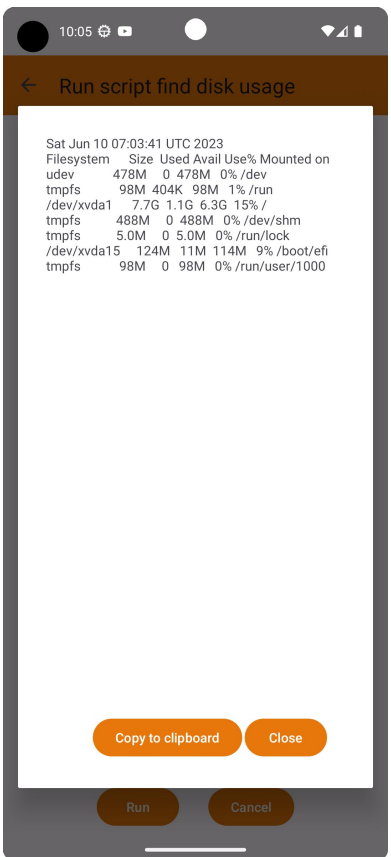 10:05
Run script find disk usage
Sat Jun 10 07:03:41 UTC 2023
Filesystem Size Used Avail Use% Mounted on
udev 478M 0 478M 0% /dev
tmpfs 98M 404K 98M 1% /run
/dev/xvda1 7.7G 1.1G 6.3G 15% /
tmpfs 488M 0 488M 0% /dev/shm
tmpfs 5.0M 0 5.0M 0% /run/lock
/dev/xvda15 124M 11M 114M 9% /boot/efi
tmpfs 98M 0 98M 0% /run/user/1000
Copy to clipboard Close
Run Cancel